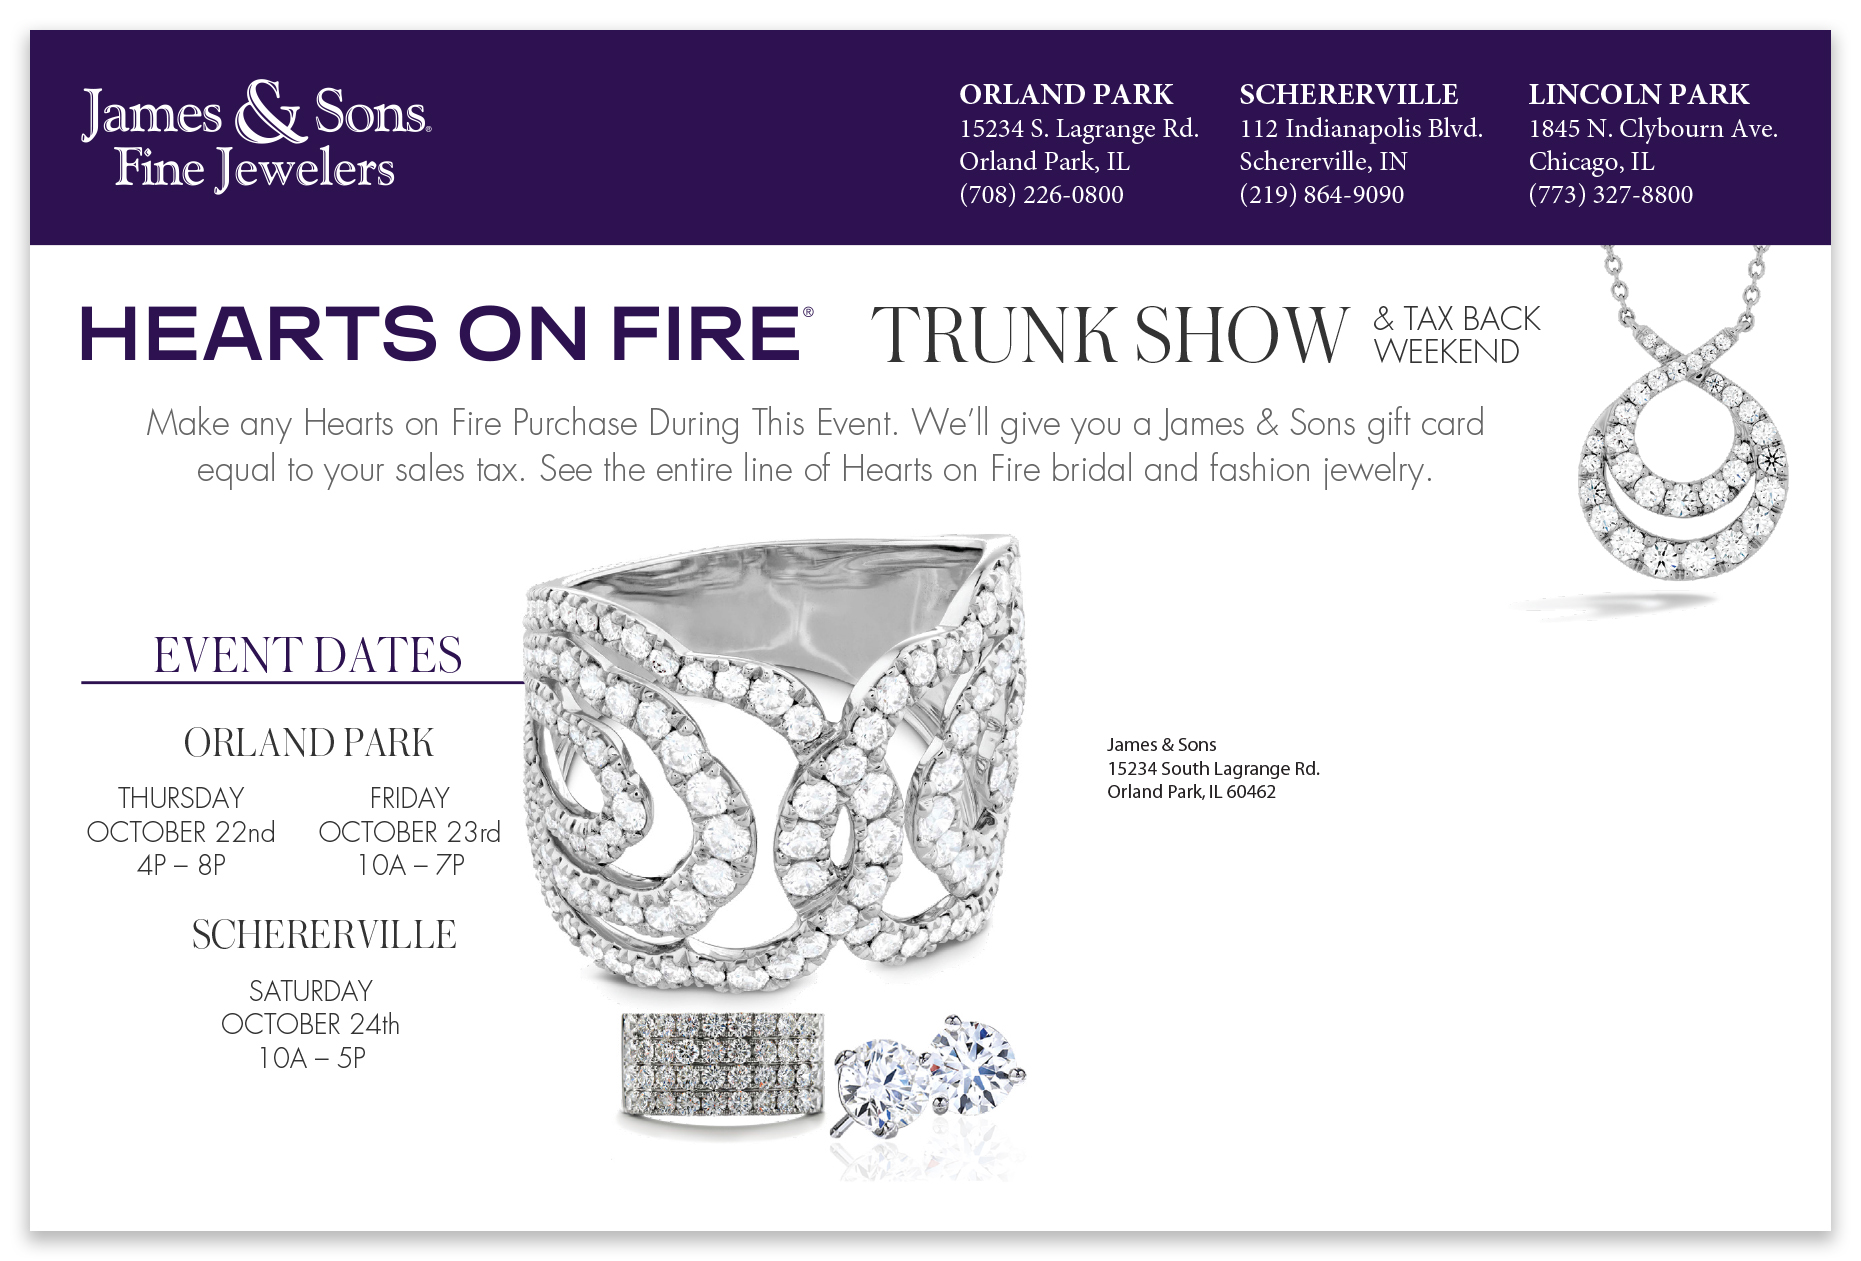 James & Sons®
Fine Jewelers
ORLAND PARK
15234 S. Lagrange Rd.
Orland Park, IL
(708) 226-0800
SCHERERVILLE
112 Indianapolis Blvd.
Schererville, IN
(219) 864-9090
LINCOLN PARK
1845 N. Clybourn Ave.
Chicago, IL
(773) 327-8800
HEARTS ON FIRE® TRUNK SHOW & TAX BACK
WEEKEND
Make any Hearts on Fire Purchase During This Event. We’ll give you a James & Sons gift card
equal to your sales tax. See the entire line of Hearts on Fire bridal and fashion jewelry.
EVENT DATES
ORLAND PARK
THURSDAY
OCTOBER 22nd
4P – 8P
FRIDAY
OCTOBER 23rd
10A – 7P
SCHERERVILLE
SATURDAY
OCTOBER 24th
10A – 5P
James & Sons
15234 South Lagrange Rd.
Orland Park, IL 60462